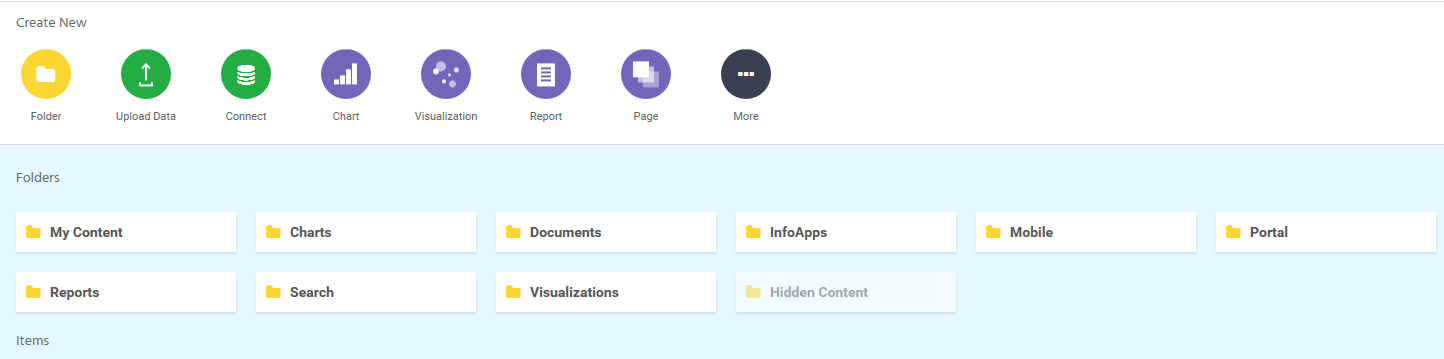 Create New
Folder
Upload Data
Connect
Chart
Visualization
Report
Page
More
Folders
My Content
Charts
Documents
InfoApps
Mobile
Portal
Reports
Search
Visualizations
Hidden Content
Items